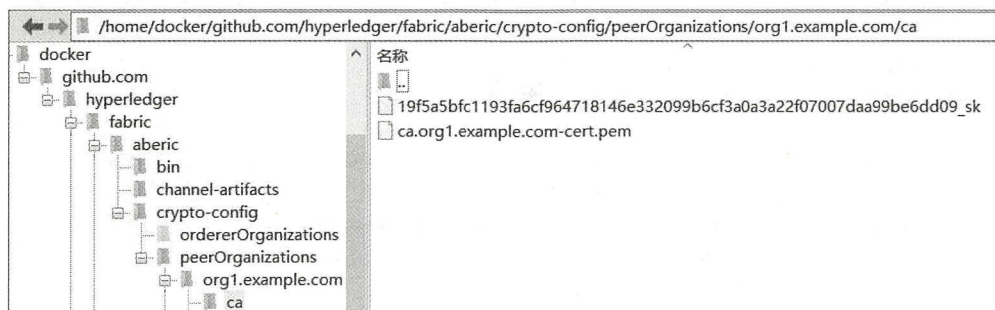 /home/docker/github.com/hyperledger/fabric/aberic/crypto-config/peerOrganizations/org1.example.com/ca
docker
github.com
hyperledger
fabric
aberic
bin
channel-artifacts
crypto-config
ordererOrganizations
peerOrganizations
org1.example.com
ca
名称
..
19f5a5bfc1193fa6cf964718146e332099b6cf3a0a3a22f07007daa99be6dd09_sk
ca.org1.example.com-cert.pem